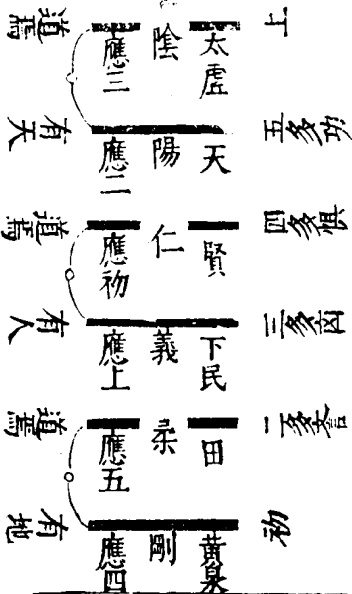 上
太虛
陰
應三
五多功
天
陽
應二
有天
道焉
四多懼
賢
仁
應初
三多凶
下民
義
應上
有人
道焉
二多誉
田
柔
應五
初
黃泉
剛
應四
有地
道焉